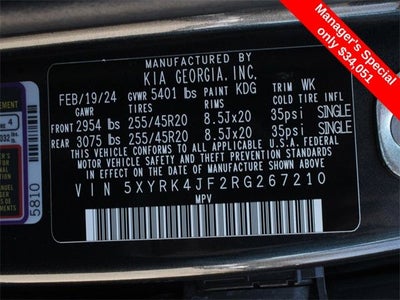 Manager's Special
only $34,051
MANUFACTURED BY
KIA GEORGIA, INC.
FEB/19/24 GVWR 5401 lbs PAINT KDG TRIM WK
GAWR TIRES RIMS COLD TIRE INFL
FRONT 2954 lbs 255/45R20 8.5Jx20 35psi SINGLE
REAR 3075 lbs 255/45R20 8.5Jx20 35psi SINGLE
THIS VEHICLE CONFORMS TO ALL APPLICABLE U.S.A. FEDERAL
MOTOR VEHICLE SAFETY AND THEFT PREVENTION STANDARDS
IN EFFECT ON THE DATE OF MANUFACTURE SHOWN ABOVE.
VIN 5XYRK4JF2RG267210
MPV
4
5810